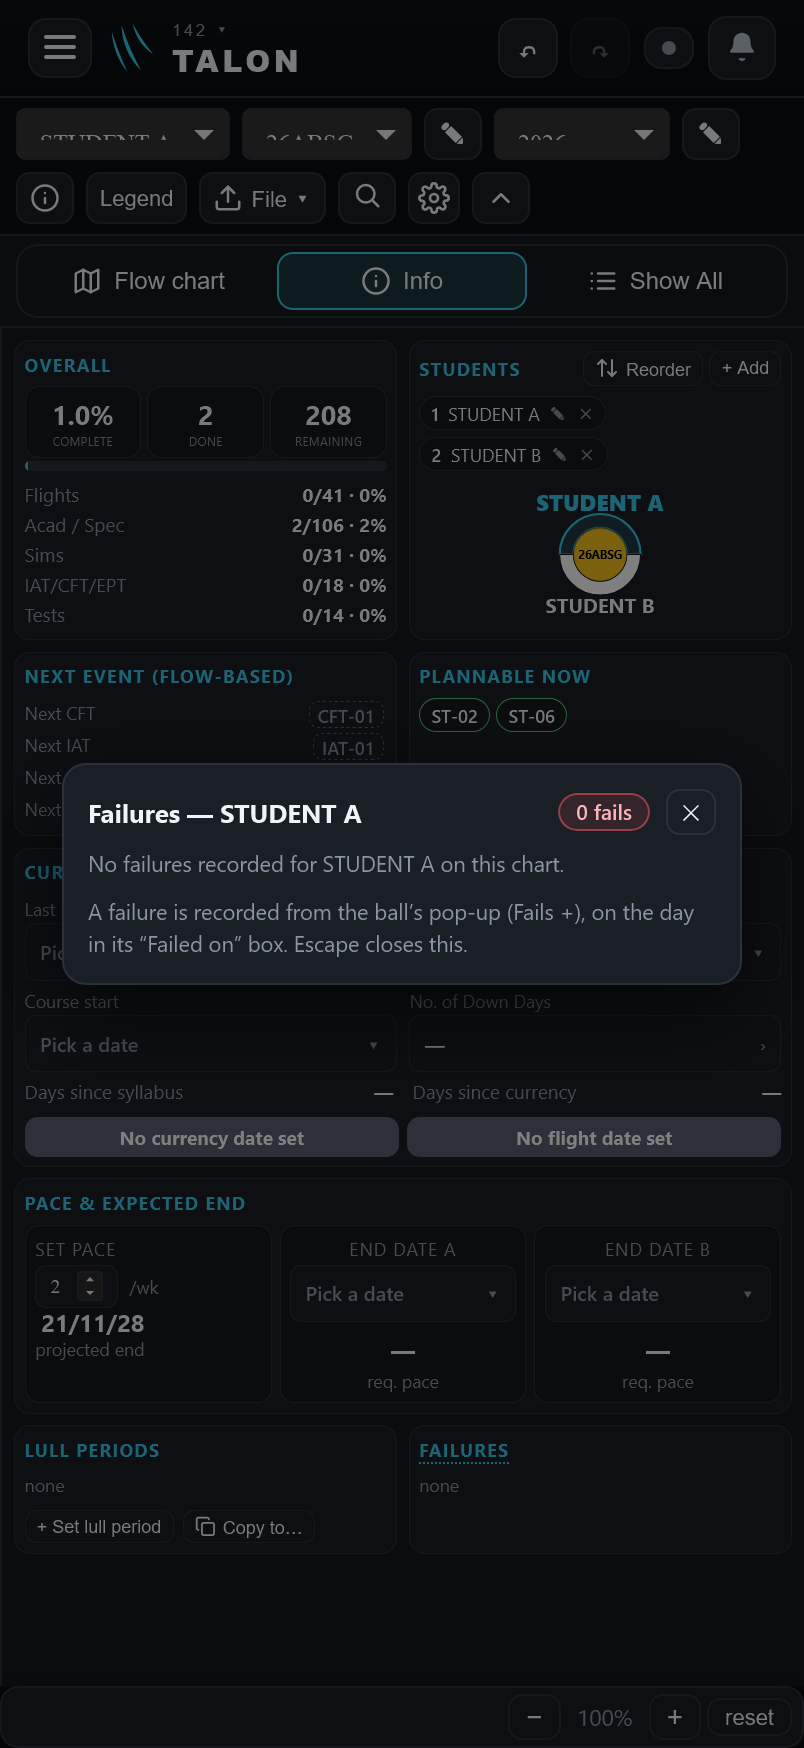 142 ▾
TALON
STUDENT A
26ABSG
2026
Legend
File ▾
Flow chart
Info
Show All
OVERALL
1.0%
COMPLETE
2
DONE
208
REMAINING
Flights 0/41 · 0%
Acad / Spec 2/106 · 2%
Sims 0/31 · 0%
IAT/CFT/EPT 0/18 · 0%
Tests 0/14 · 0%
STUDENTS
Reorder
+ Add
1 STUDENT A
2 STUDENT B
STUDENT A
26ABSG
STUDENT B
NEXT EVENT (FLOW-BASED)
Next CFT CFT-01
Next IAT IAT-01
Next
Next
PLANNABLE NOW
ST-02 ST-06
Failures — STUDENT A
0 fails
No failures recorded for STUDENT A on this chart.
A failure is recorded from the ball’s pop-up (Fails +), on the day
in its “Failed on” box. Escape closes this.
CUR
Last
Pic
Course start
Pick a date
No. of Down Days
—
Days since syllabus —
Days since currency —
No currency date set
No flight date set
PACE & EXPECTED END
SET PACE
2 /wk
21/11/28
projected end
END DATE A
Pick a date
—
req. pace
END DATE B
Pick a date
—
req. pace
LULL PERIODS
none
+ Set lull period
Copy to…
FAILURES
none
− 100% + reset